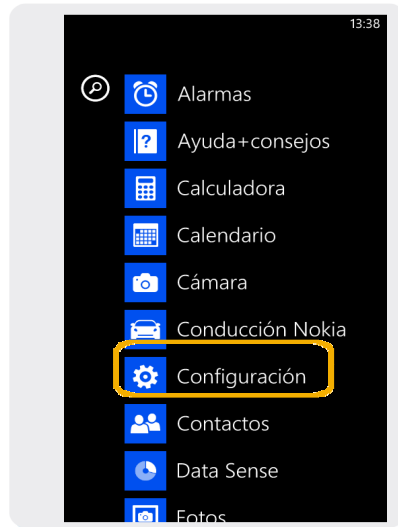 13:38
Alarmas
?
Ayuda+consejos
Calculadora
Calendario
Cámara
Conducción Nokia
Configuración
Contactos
Data Sense
Fotos